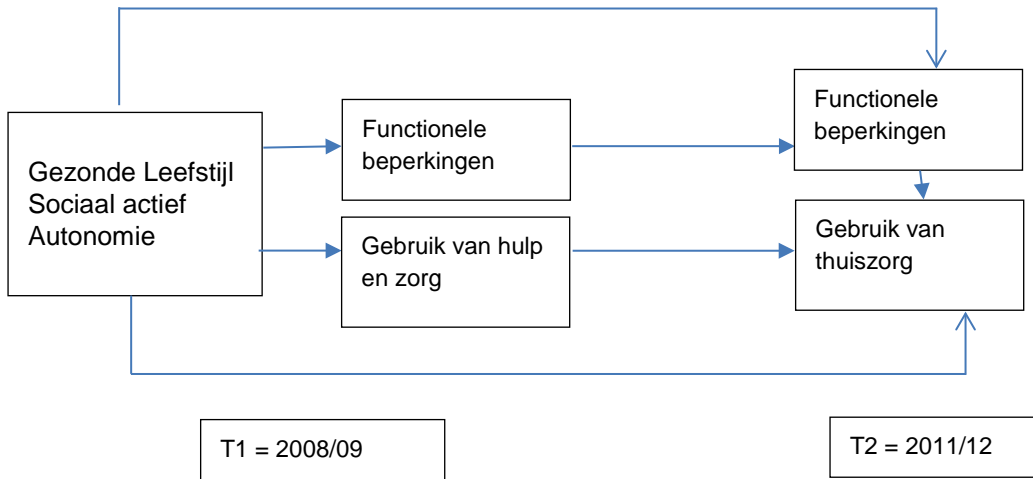 Gezonde Leefstijl
Sociaal actief
Autonomie
Functionele
beperkingen
Gebruik van hulp
en zorg
Functionele
beperkingen
Gebruik van
thuiszorg
T1 = 2008/09
T2 = 2011/12